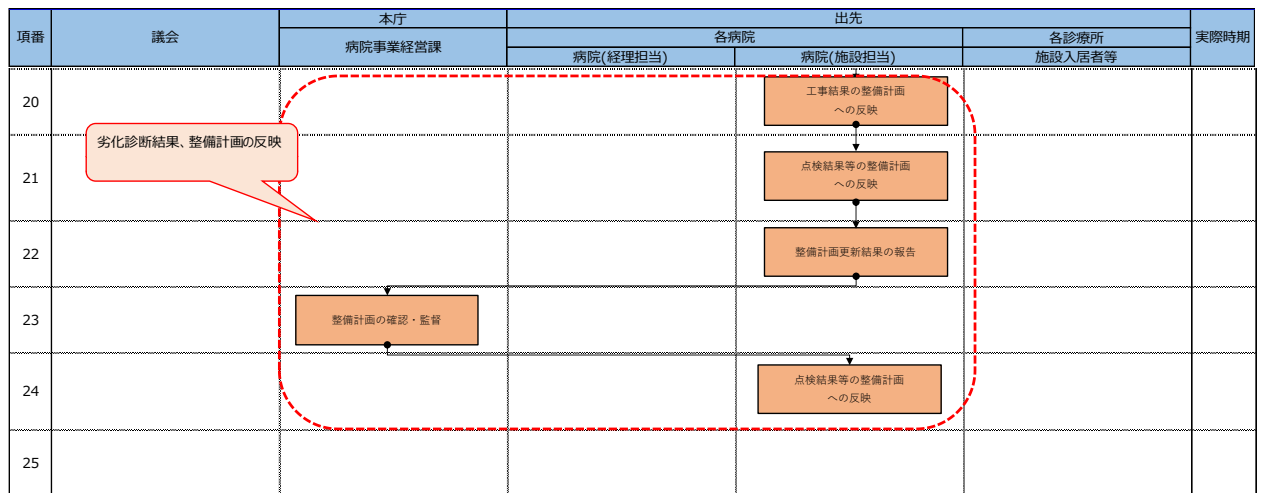 項番
議会
本庁
病院事業経営課
出先
各病院
病院(経理担当)
病院(施設担当)
各診療所
施設入居者等
実際時期
20
工事結果の整備計画
への反映
劣化診断結果、整備計画の反映
21
点検結果等の整備計画
への反映
22
整備計画更新結果の報告
23
整備計画の確認・監督
24
点検結果等の整備計画
への反映
25